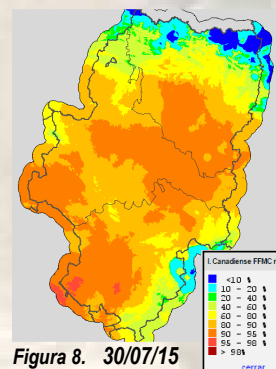 I. Canadiense FFMC r
<10 %
10 - 20 %
20 - 40 %
40 - 60 %
60 - 80 %
80 - 90 %
90 - 95 %
95 - 98 %
> 98%
cerrar
Figura 8. 30/07/15